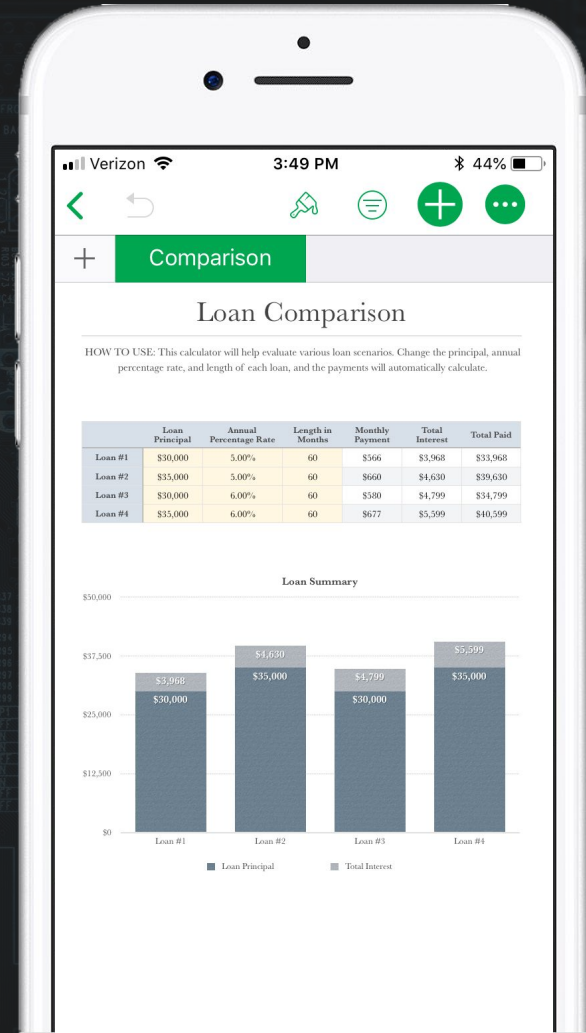 Verizon 3:49 PM 44%
+ Comparison
Loan Comparison
HOW TO USE: This calculator will help evaluate various loan scenarios. Change the principal, annual
percentage rate, and length of each loan, and the payments will automatically calculate.
Loan Principal Annual Percentage Rate Length in Months Monthly Payment Total Interest Total Paid
Loan #1 $30,000 5.00% 60 $566 $3,968 $33,968
Loan #2 $35,000 5.00% 60 $660 $4,630 $39,630
Loan #3 $30,000 6.00% 60 $580 $4,799 $34,799
Loan #4 $35,000 6.00% 60 $677 $5,599 $40,599
Loan Summary
$50,000
$37,500
$25,000
$12,500
$0
$3,968
$30,000
$4,630
$35,000
$4,799
$30,000
$5,599
$35,000
Loan #1 Loan #2 Loan #3 Loan #4
Loan Principal Total Interest